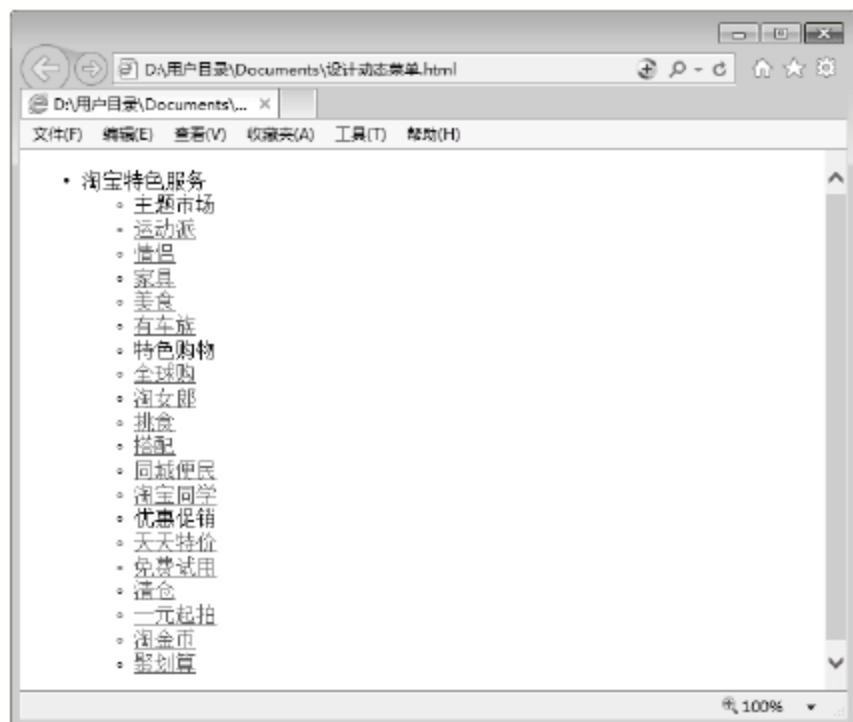 D:\用户目录\Documents\设计动态菜单.html
D:\用户目录\Documents\...
文件(F) 编辑(E) 查看(V) 收藏夹(A) 工具(T) 帮助(H)
淘宝特色服务
主题市场
运动派
情侣
家具
美食
有车族
特色购物
全球购
淘女郎
挑食
搭配
同城便民
淘宝同学
优惠促销
天天特价
免费试用
清仓
一元起拍
淘金币
聚划算
100%